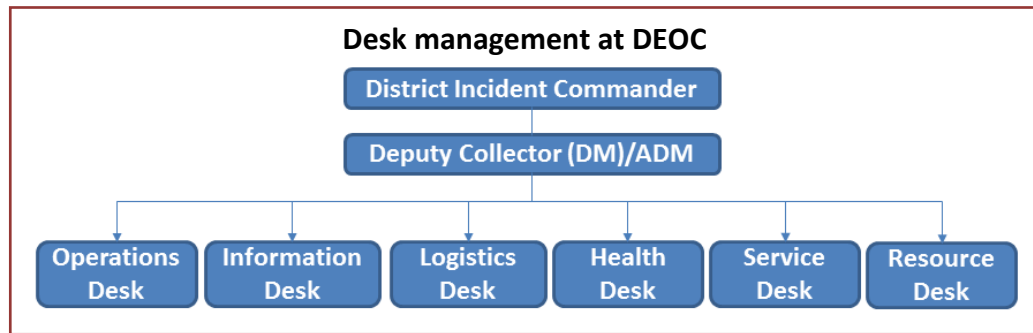 Desk management at DEOC
District Incident Commander
Deputy Collector (DM)/ADM
Operations
Desk
Information
Desk
Logistics
Desk
Health
Desk
Service
Desk
Resource
Desk